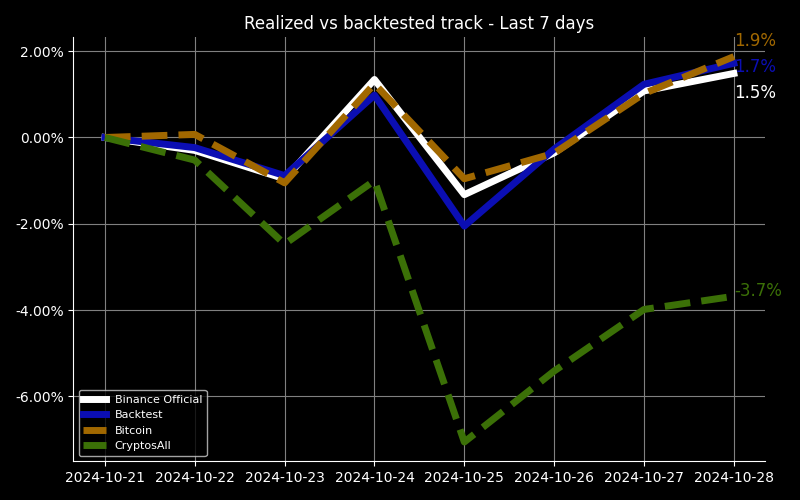 Realized vs backtested track - Last 7 days
2.00%
0.00%
-2.00%
-4.00%
-6.00%
1.9%
1.7%
1.5%
-3.7%
Binance Official
Backtest
Bitcoin
CryptosAll
2024-10-21 2024-10-22 2024-10-23 2024-10-24 2024-10-25 2024-10-26 2024-10-27 2024-10-28